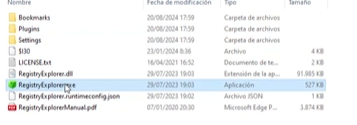 Fecha de modificación Tipo Tamaño
Bookmarks 20/08/2024 17:59 Carpeta de archivos
Plugins 20/08/2024 17:59 Carpeta de archivos
Settings 20/08/2024 17:59 Carpeta de archivos
$I30 23/01/2024 8:36 Archivo 4 KB
LICENSE.txt 16/04/2021 16:52 Documento de te... 2 KB
RegistryExplorer.dll 29/07/2023 19:03 Extensión de la ap... 91.985 KB
RegistryExplorer.exe 29/07/2023 19:03 Aplicación 527 KB
RegistryExplorer.runtimeconfig.json 29/07/2023 19:02 Archivo JSON 1 KB
RegistryExplorerManual.pdf 07/01/2020 20:30 Microsoft Edge P... 3.874 KB